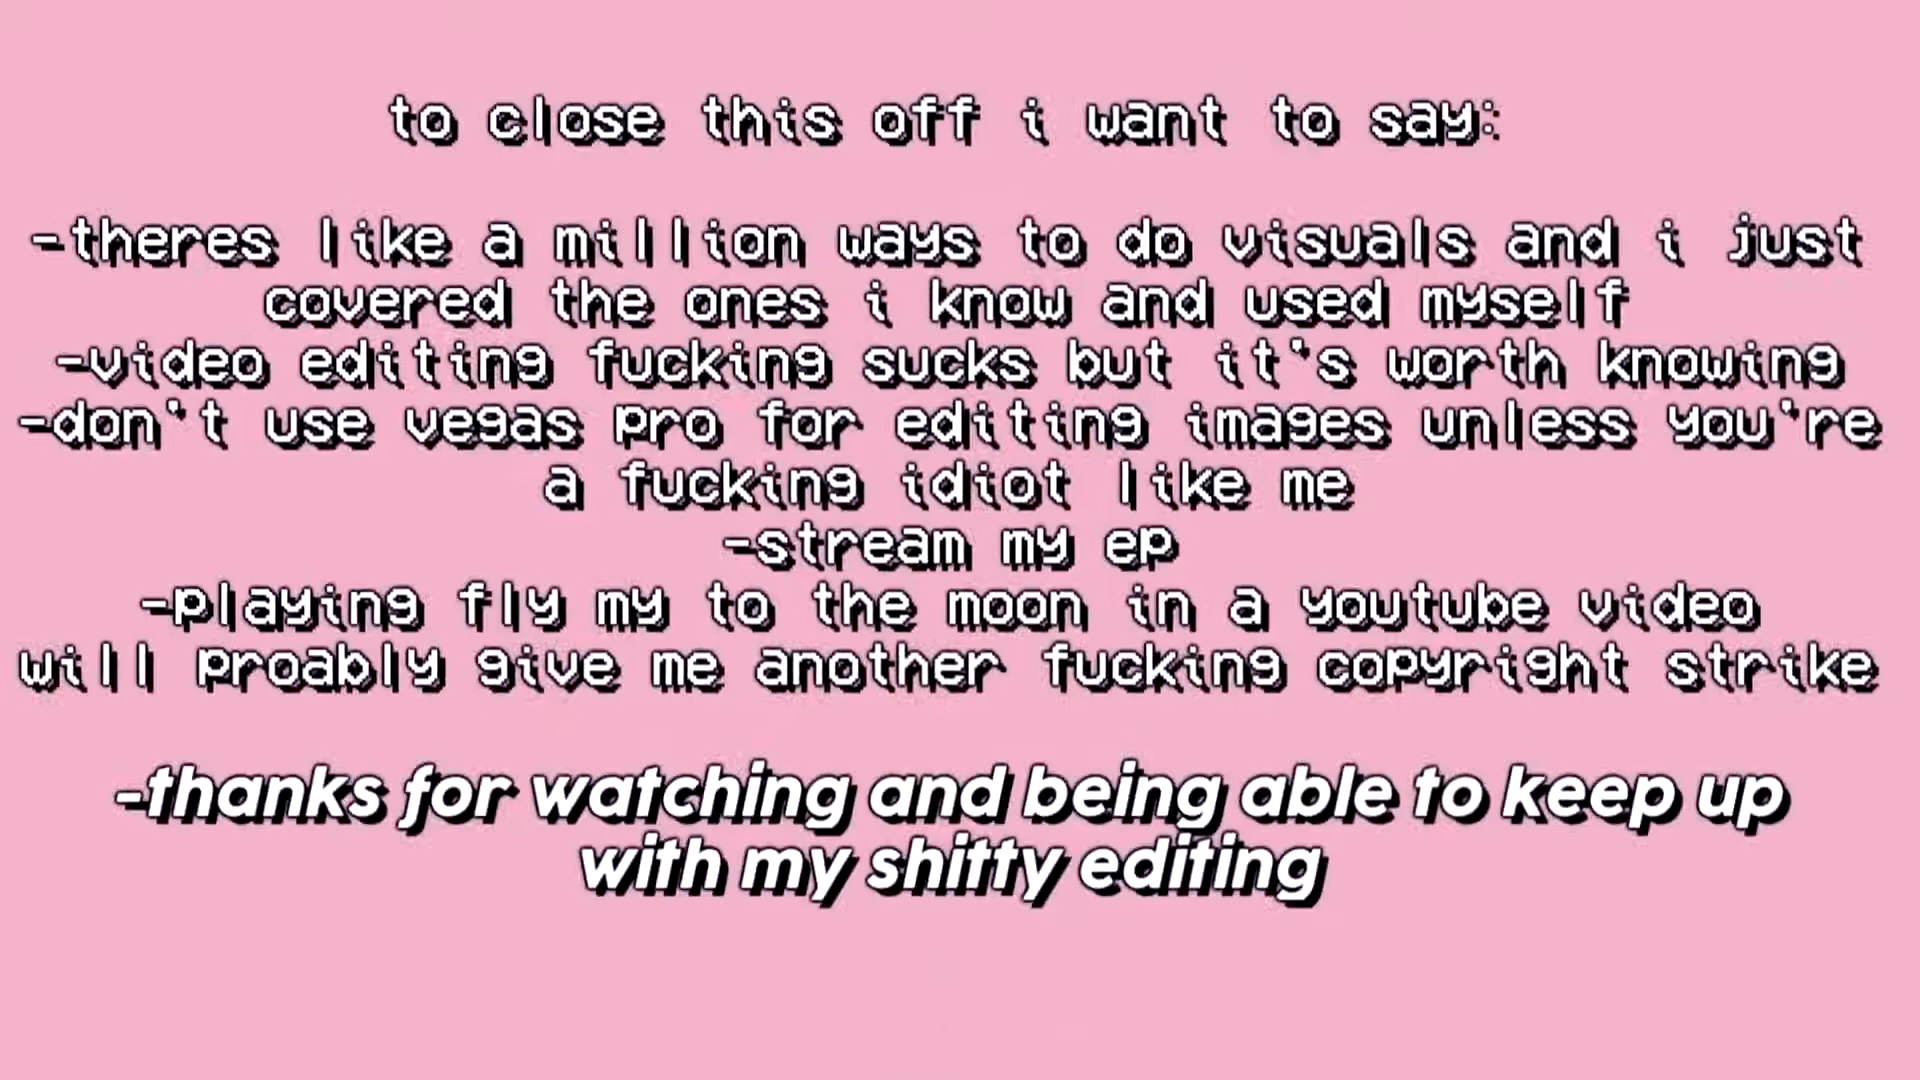 to close this off i want to say:
-theres like a million ways to do visuals and i just
covered the ones i know and used myself
-video editing fucking sucks but it's worth knowing
-don't use vegas pro for editing images unless you're
a fucking idiot like me
-stream my ep
-playing fly my to the moon in a youtube video
will proably give me another fucking copyright strike
-thanks for watching and being able to keep up
with my shitty editing